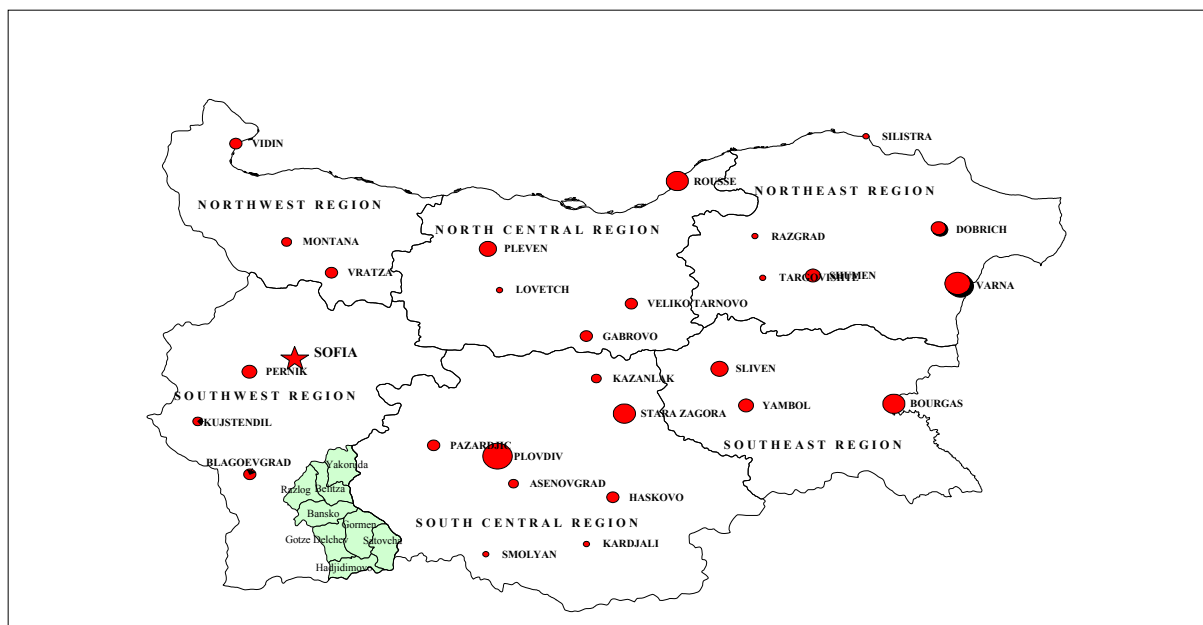 SILISTRA
VIDIN
ROUSSE
NORTHEAST REGION
NORTHWEST REGION
DOBRICH
NORTH CENTRAL REGION
RAZGRAD
MONTANA
PLEVEN
VRATZA
TARGOVISHTE
SHUMEN
VARNA
LOVETCH
VELIKO TARNOVO
GABROVO
SOFIA
PERNIK
SLIVEN
KAZANLAK
SOUTHWEST REGION
YAMBOL
BOURGAS
STARA ZAGORA
KUJSTENDIL
SOUTHEAST REGION
PAZARDJIC
PLOVDIV
BLAGOEVGRAD
Yakoruda
ASENOVGRAD
Razlog
Belitza
HASKOVO
Bansko
SOUTH CENTRAL REGION
Gormen
Gotze Delchev
Satovcha
KARDJALI
SMOLYAN
Hadjidimovo